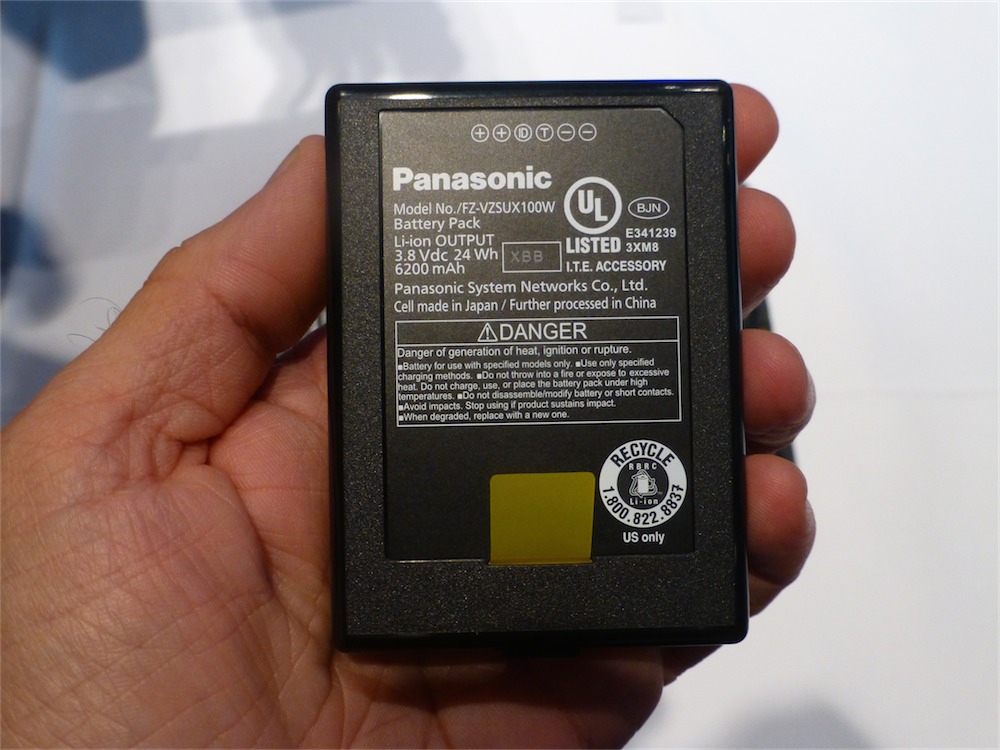 ⊕⊕ⒾⒹⓉ⊖⊖
Panasonic
Model No./FZ-VZSUX100W
Battery Pack
Li-ion OUTPUT
3.8 Vdc 24 Wh
6200 mAh
XBB
UL
LISTED
BJN
E341239
3XM8
I.T.E. ACCESSORY
Panasonic System Networks Co., Ltd.
Cell made in Japan / Further processed in China
⚠DANGER
Danger of generation of heat, ignition or rupture.
■Battery for use with specified models only. ■Use only specified
charging methods. ■Do not throw into a fire or expose to excessive
heat. Do not charge, use, or place the battery pack under high
temperatures. ■Do not disassemble/modify battery or short contacts.
■Avoid impacts. Stop using if product sustains impact.
■When degraded, replace with a new one.
RECYCLE
RBRC
Li-ion
1.800.822.8837
US only